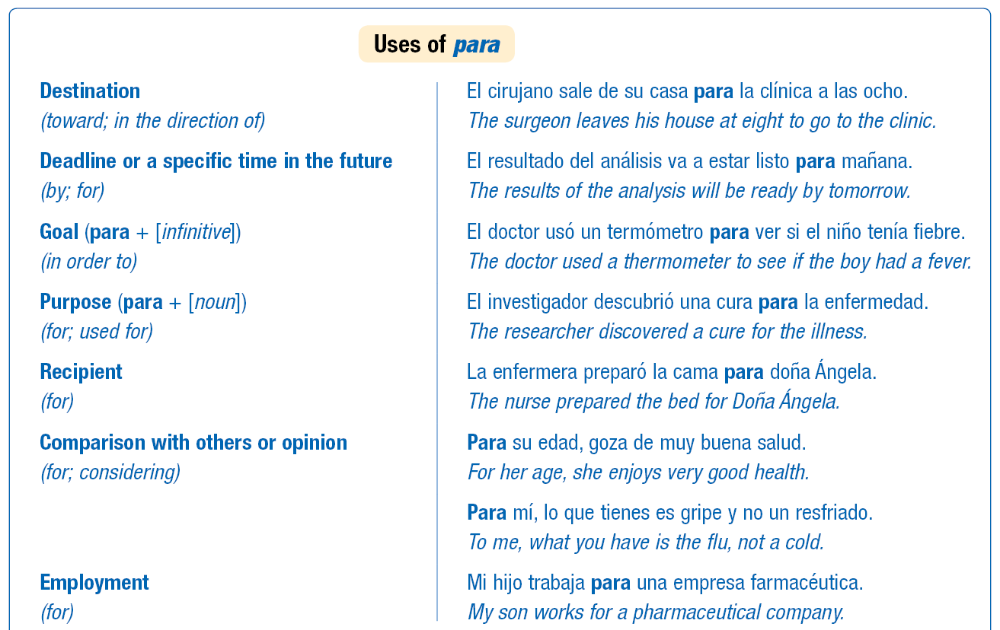 Uses of para
Destination
(toward; in the direction of)
El cirujano sale de su casa para la clínica a las ocho.
The surgeon leaves his house at eight to go to the clinic.
Deadline or a specific time in the future
(by; for)
El resultado del análisis va a estar listo para mañana.
The results of the analysis will be ready by tomorrow.
Goal (para + [infinitive])
(in order to)
El doctor usó un termómetro para ver si el niño tenía fiebre.
The doctor used a thermometer to see if the boy had a fever.
Purpose (para + [noun])
(for; used for)
El investigador descubrió una cura para la enfermedad.
The researcher discovered a cure for the illness.
Recipient
(for)
La enfermera preparó la cama para doña Ángela.
The nurse prepared the bed for Doña Ángela.
Comparison with others or opinion
(for; considering)
Para su edad, goza de muy buena salud.
For her age, she enjoys very good health.
Para mí, lo que tienes es gripe y no un resfriado.
To me, what you have is the flu, not a cold.
Employment
(for)
Mi hijo trabaja para una empresa farmacéutica.
My son works for a pharmaceutical company.